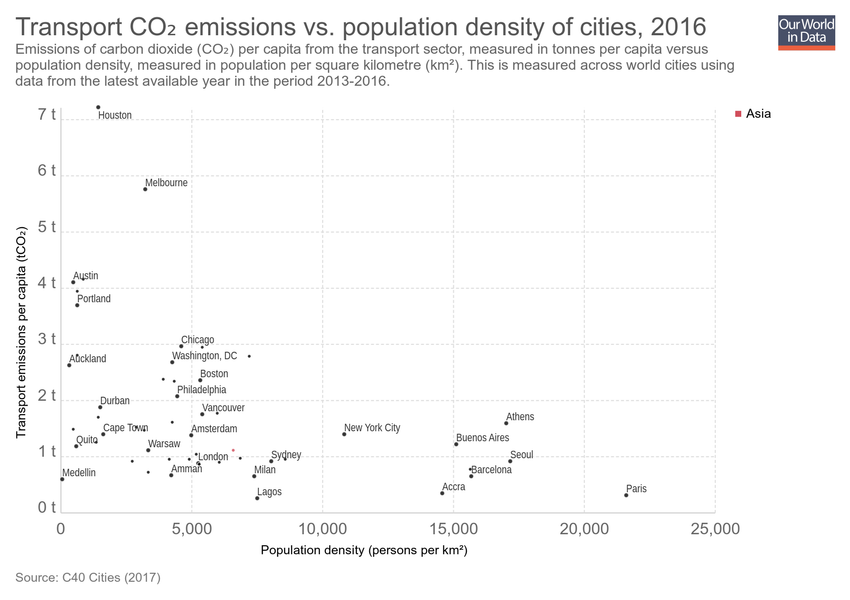 Transport CO₂ emissions vs. population density of cities, 2016
Our World
in Data
Emissions of carbon dioxide (CO₂) per capita from the transport sector, measured in tonnes per capita versus
population density, measured in population per square kilometre (km²). This is measured across world cities using
data from the latest available year in the period 2013-2016.
7 t
Houston
Asia
6 t
Melbourne
5 t
Austin
4 t
Portland
3 t
Chicago
Washington, DC
Auckland
Boston
Philadelphia
2 t
Durban
Vancouver
Athens
Cape Town
Amsterdam
New York City
Quito
Warsaw
Buenos Aires
1 t
London
Sydney
Seoul
Medellin
Amman
Milan
Barcelona
Lagos
Accra
Paris
0 t
Transport emissions per capita (tCO₂)
0
5,000
10,000
15,000
20,000
25,000
Population density (persons per km²)
Source: C40 Cities (2017)